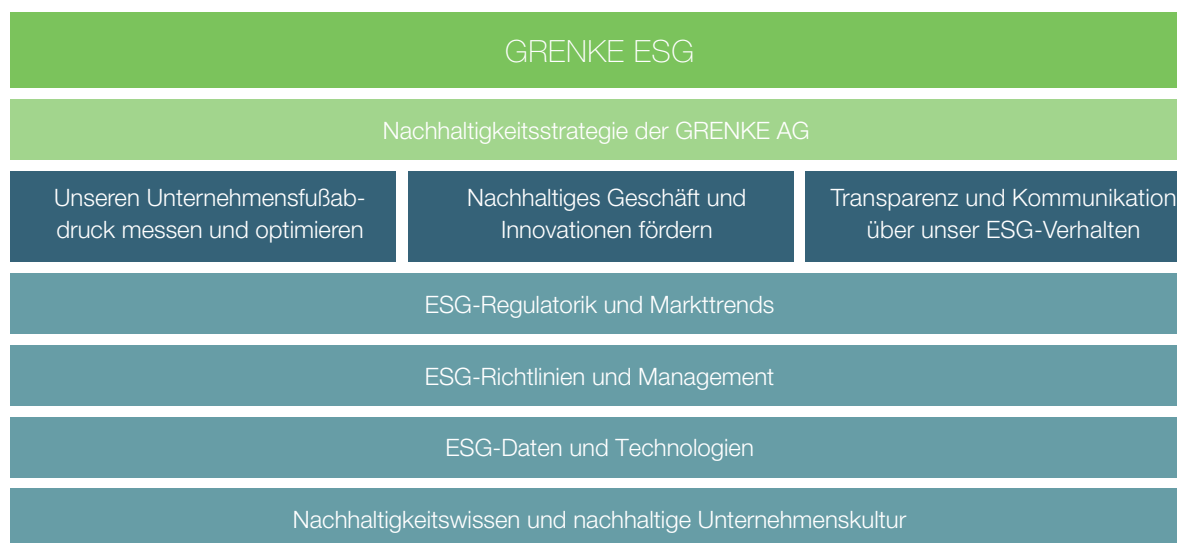 GRENKE ESG
Nachhaltigkeitsstrategie der GRENKE AG
Unseren Unternehmensfußab-
druck messen und optimieren
Nachhaltiges Geschäft und
Innovationen fördern
Transparenz und Kommunikation
über unser ESG-Verhalten
ESG-Regulatorik und Markttrends
ESG-Richtlinien und Management
ESG-Daten und Technologien
Nachhaltigkeitswissen und nachhaltige Unternehmenskultur